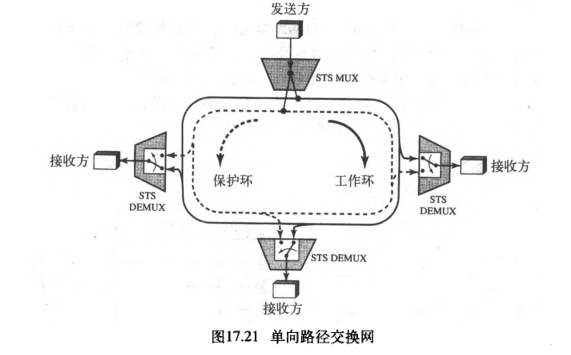 发送方
STS MUX
接收方
保护环
工作环
接收方
STS
DEMUX
STS
DEMUX
STS DEMUX
接收方
图17.21 单向路径交换网